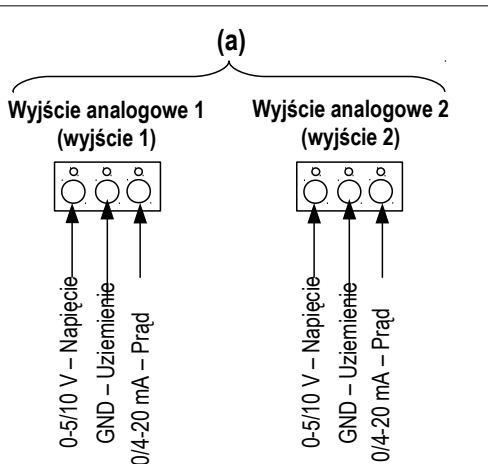 (a)
Wyjście analogowe 1
(wyjście 1)
0-5/10 V – Napięcie
GND – Uziemienie
0/4-20 mA – Prąd
Wyjście analogowe 2
(wyjście 2)
0-5/10 V – Napięcie
GND – Uziemienie
0/4-20 mA – Prąd